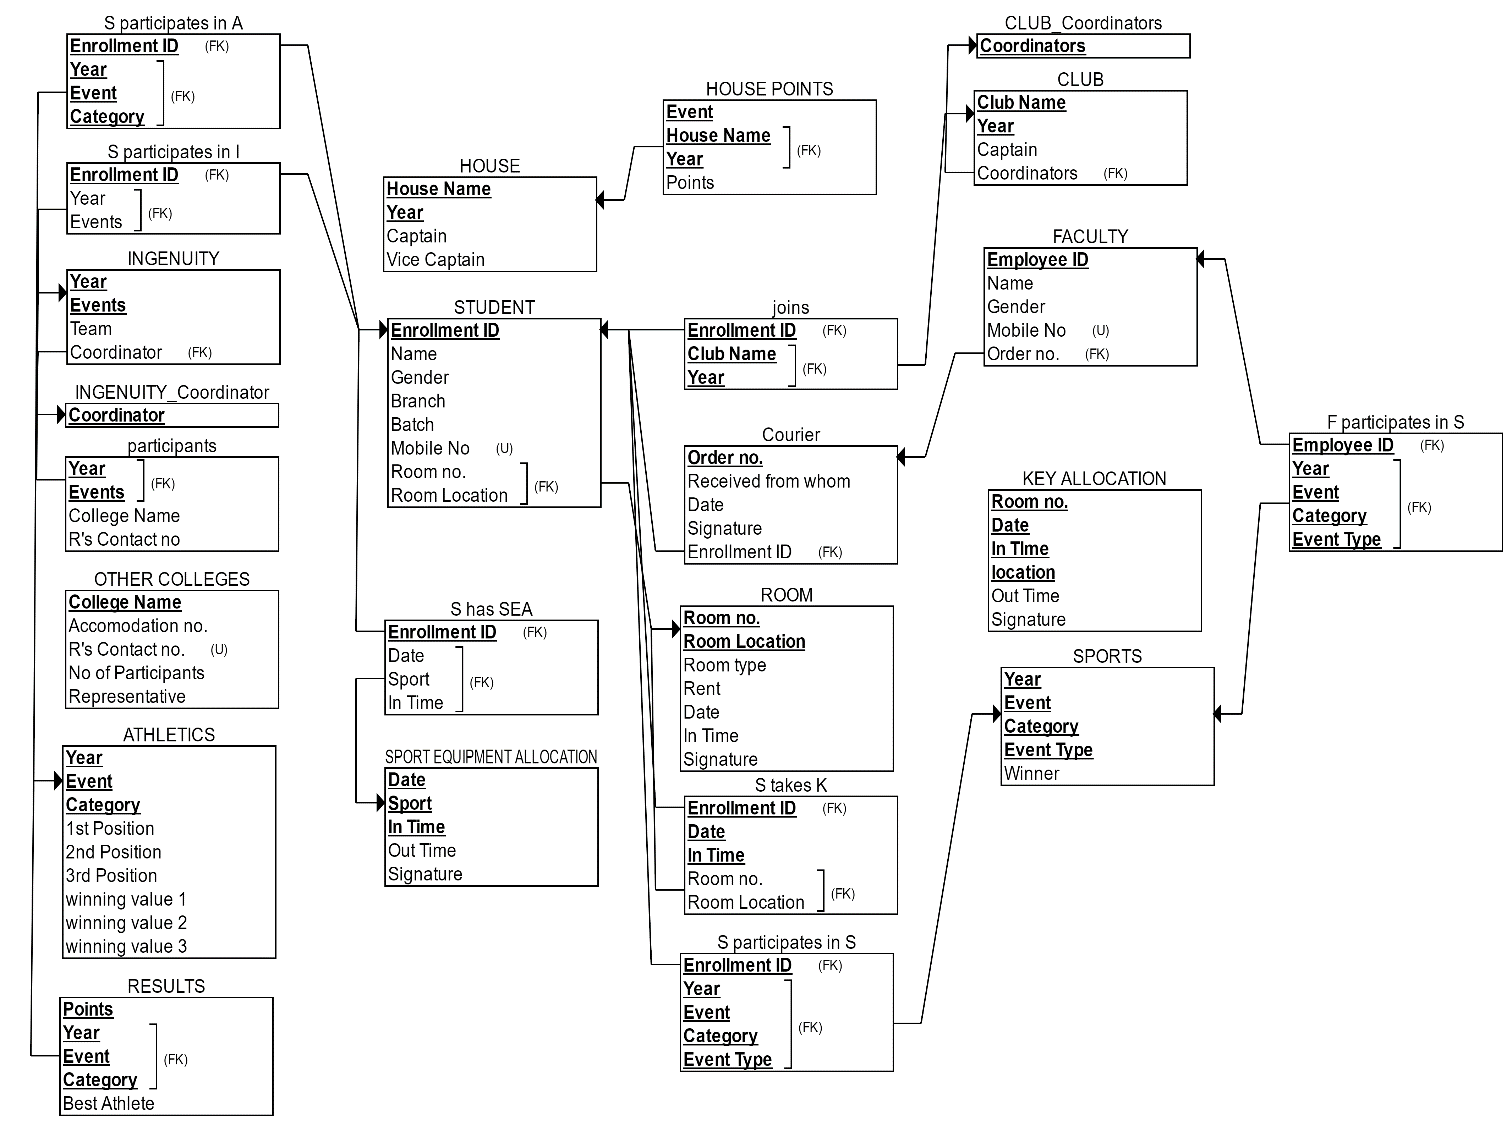 S participates in A
Enrollment ID (FK)
Year
Event (FK)
Category
S participates in I
Enrollment ID (FK)
Year
Events (FK)
INGENUITY
Year
Events
Team
Coordinator (FK)
INGENUITY_Coordinator
Coordinator
participants
Year
Events (FK)
College Name
R's Contact no
OTHER COLLEGES
College Name
Accomodation no.
R's Contact no. (U)
No of Participants
Representative
ATHLETICS
Year
Event
Category
1st Position
2nd Position
3rd Position
winning value 1
winning value 2
winning value 3
RESULTS
Points
Year
Event (FK)
Category
Best Athlete
HOUSE
House Name
Year
Captain
Vice Captain
STUDENT
Enrollment ID
Name
Gender
Branch
Batch
Mobile No (U)
Room no.
Room Location (FK)
S has SEA
Enrollment ID (FK)
Date
Sport (FK)
In Time
SPORT EQUIPMENT ALLOCATION
Date
Sport
In Time
Out Time
Signature
HOUSE POINTS
Event
House Name
Year (FK)
Points
joins
Enrollment ID (FK)
Club Name
Year (FK)
Courier
Order no.
Received from whom
Date
Signature
Enrollment ID (FK)
ROOM
Room no.
Room Location
Room type
Rent
Date
In Time
Signature
S takes K
Enrollment ID (FK)
Date
In Time
Room no.
Room Location (FK)
S participates in S
Enrollment ID (FK)
Year
Event
Category (FK)
Event Type
CLUB_Coordinators
Coordinators
CLUB
Club Name
Year
Captain
Coordinators (FK)
FACULTY
Employee ID
Name
Gender
Mobile No (U)
Order no. (FK)
KEY ALLOCATION
Room no.
Date
In TIme
location
Out Time
Signature
SPORTS
Year
Event
Category
Event Type
Winner
F participates in S
Employee ID (FK)
Year
Event
Category (FK)
Event Type